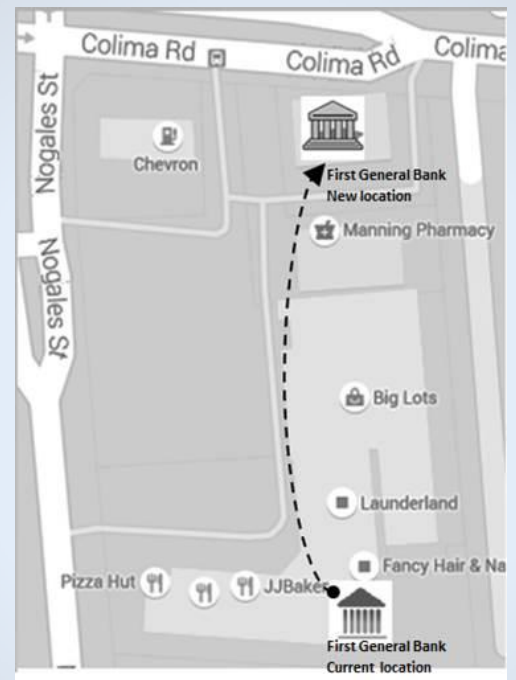 Colima Rd
Colima Rd
Colima
Nogales St
Chevron
First General Bank
New location
Manning Pharmacy
Nogales St
Big Lots
Launderland
Fancy Hair & Na
Pizza Hut
JJBaker
First General Bank
Current location